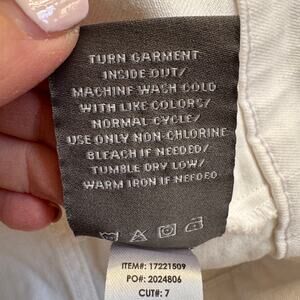 TURN GARMENT
INSIDE OUT/
MACHINE WASH COLD
WITH LIKE COLORS/
NORMAL CYCLE/
USE ONLY NON-CHLORINE
BLEACH IF NEEDED/
TUMBLE DRY LOW/
WARM IRON IF NEEDED
ITEM#: 17221509
PO#: 2024806
CUT#: 7